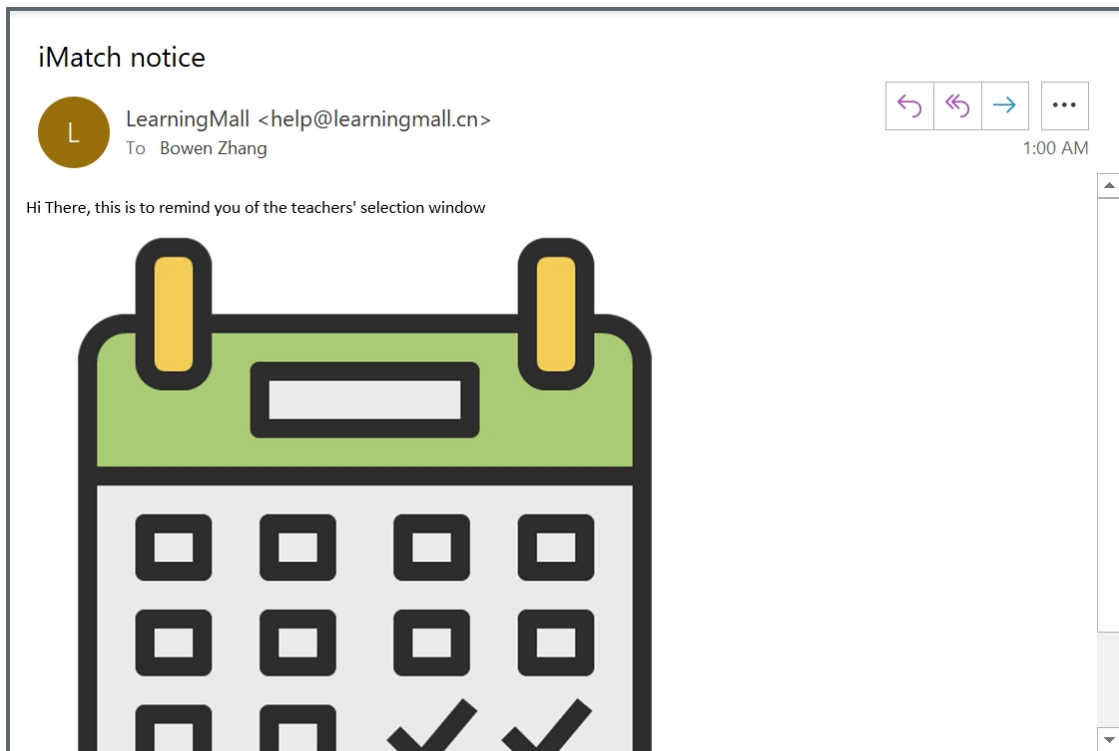 iMatch notice
L
LearningMall <help@learningmall.cn>
To Bowen Zhang
1:00 AM
Hi There, this is to remind you of the teachers' selection window